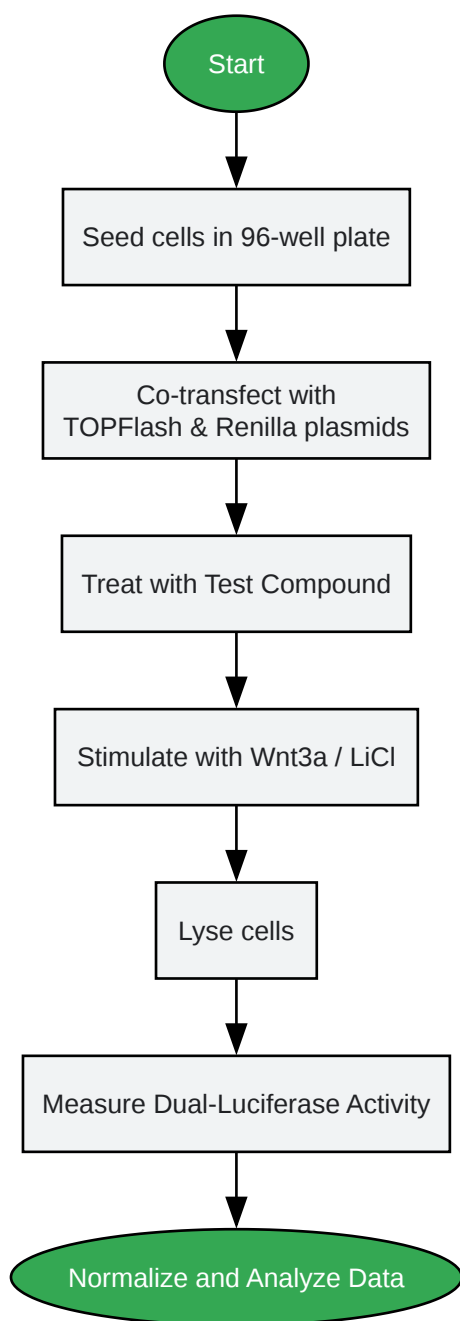 Start
Seed cells in 96-well plate
Co-transfect with
TOPFlash & Renilla plasmids
Treat with Test Compound
Stimulate with Wnt3a / LiCl
Lyse cells
Measure Dual-Luciferase Activity
Normalize and Analyze Data